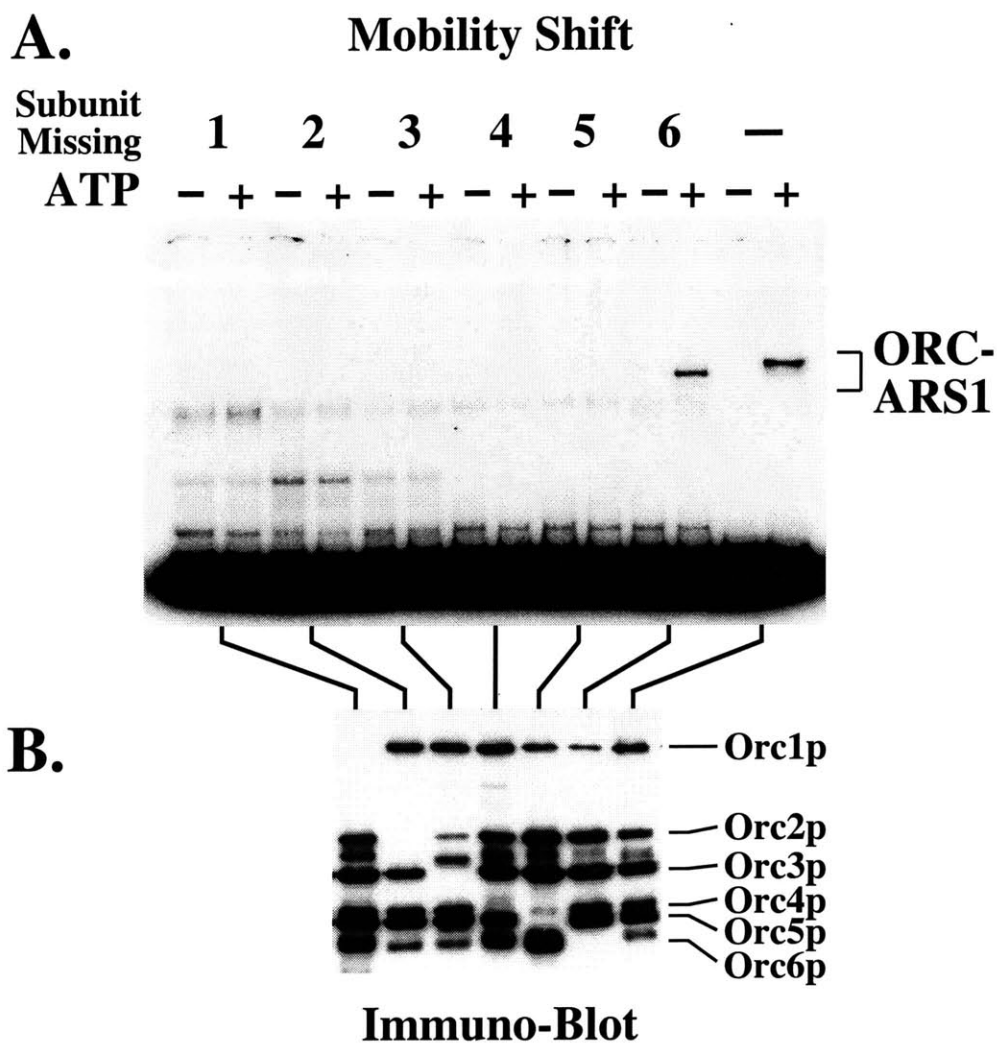 A.
Mobility Shift
Subunit
Missing 1 2 3 4 5 6 —
ATP − + − + − + − + − + − + − +
ORC-
ARS1
B.
Orc1p
Orc2p
Orc3p
Orc4p
Orc5p
Orc6p
Immuno-Blot